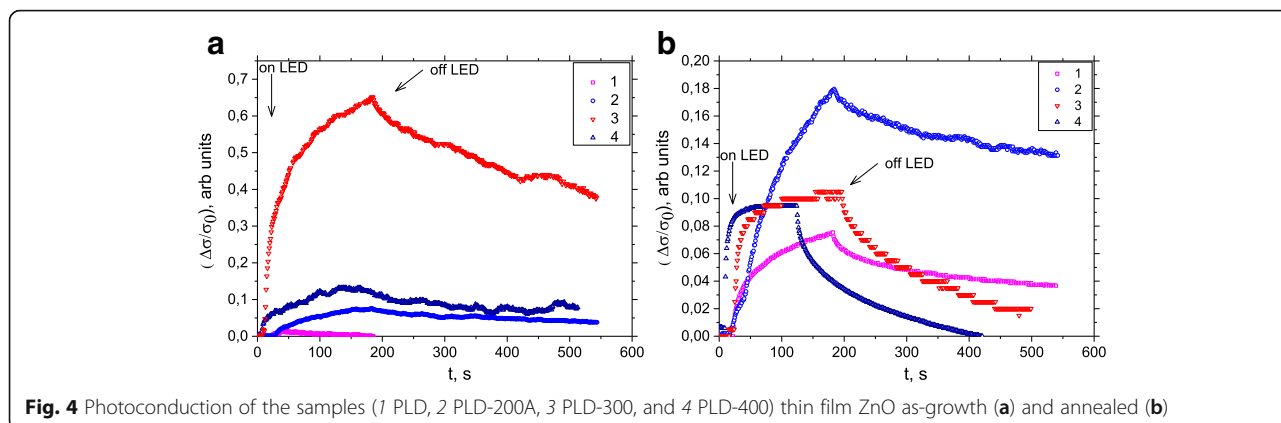 a
on LED
off LED
1
2
3
4
0,7
0,6
0,5
0,4
0,3
0,2
0,1
0,0
(Δσ/σ0), arb units
0 100 200 300 400 500 600
t, s
b
on LED
off LED
1
2
3
4
0,20
0,18
0,16
0,14
0,12
0,10
0,08
0,06
0,04
0,02
0,00
(Δσ/σ0), arb units
0 100 200 300 400 500 600
t, s
Fig. 4 Photoconduction of the samples (1 PLD, 2 PLD-200A, 3 PLD-300, and 4 PLD-400) thin film ZnO as-growth (a) and annealed (b)